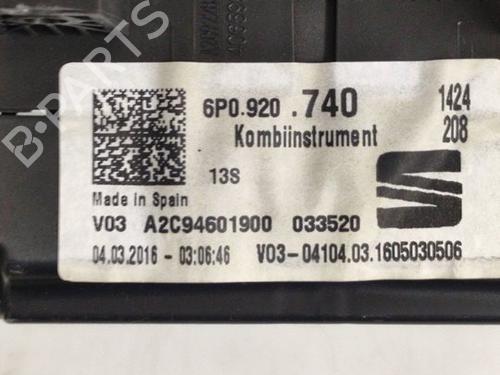 6P0.920 .740 1424
Kombiinstrument 208
13S
Made in Spain
V03 A2C94601900 033520
04.03.2016 - 03:06:46 V03-04104.03.1605030506
B-PARTS